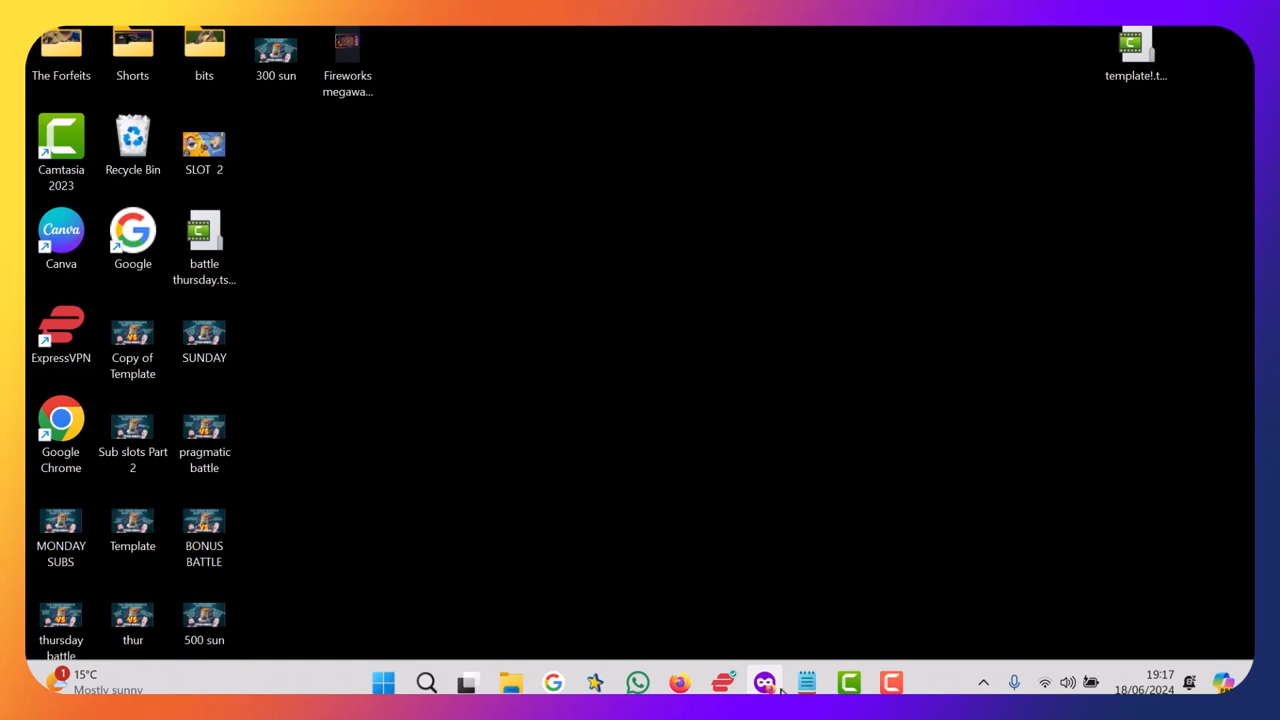 The Forfeits
Shorts
bits
300 sun
Fireworks
megawa...
template!.t...
Camtasia
2023
Recycle Bin
SLOT 2
Canva
Canva
Google
battle
thursday.ts...
ExpressVPN
Copy of
Template
SUNDAY
Google
Chrome
Sub slots Part
2
pragmatic
battle
MONDAY
SUBS
Template
BONUS
BATTLE
thursday
battle
thur
500 sun
1
15°C
Mostly sunny
19:17
18/06/2024